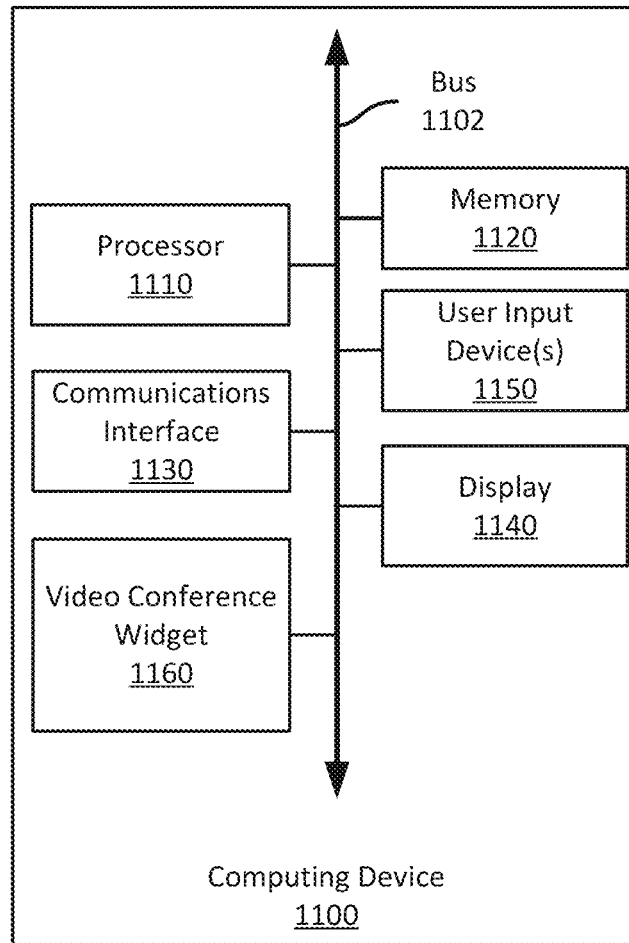 Bus
1102
Memory
1120
Processor
1110
User Input
Device(s)
1150
Communications
Interface
1130
Display
1140
Video Conference
Widget
1160
Computing Device
1100